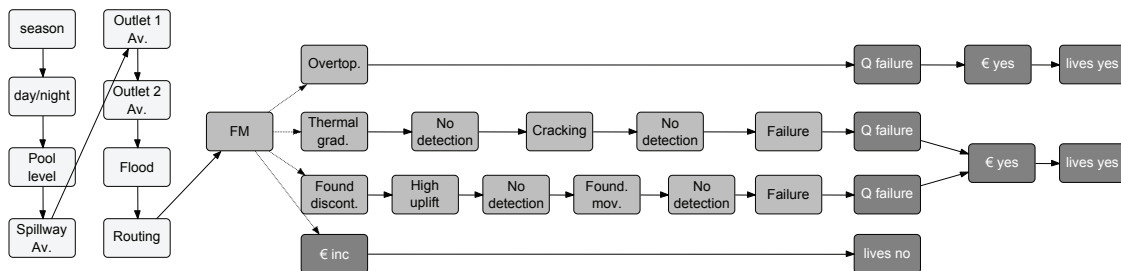 season
day/night
Pool
level
Spillway
Av.
Outlet 1
Av.
Outlet 2
Av.
Flood
Routing
FM
Overtop.
Q failure
€ yes
lives yes
Thermal
grad.
No
detection
Cracking
No
detection
Failure
Q failure
Found
discont.
High
uplift
No
detection
Found.
mov.
No
detection
Failure
Q failure
€ yes
lives yes
€ inc
lives no